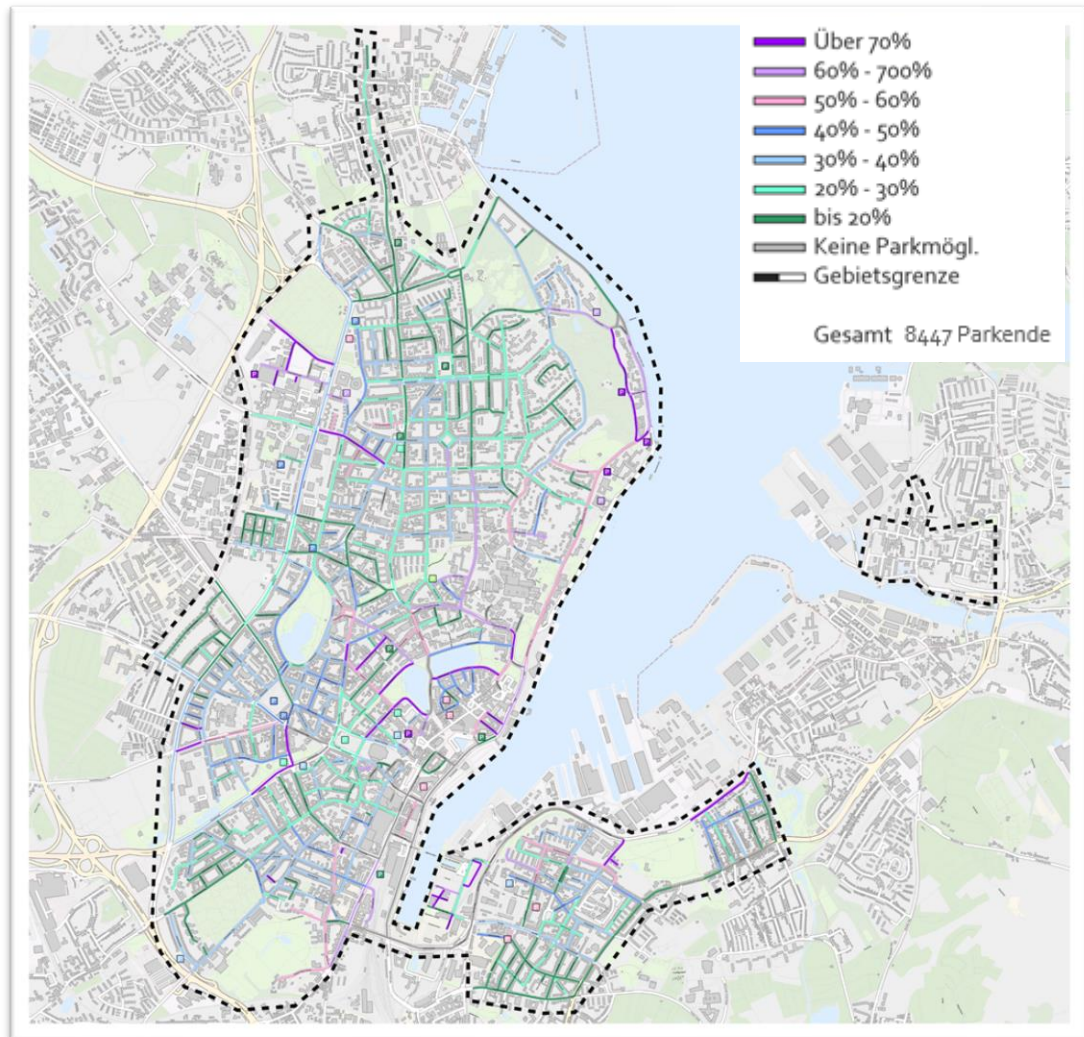 Über 70%
60% - 700%
50% - 60%
40% - 50%
30% - 40%
20% - 30%
bis 20%
Keine Parkmögl.
Gebietsgrenze
Gesamt 8447 Parkende